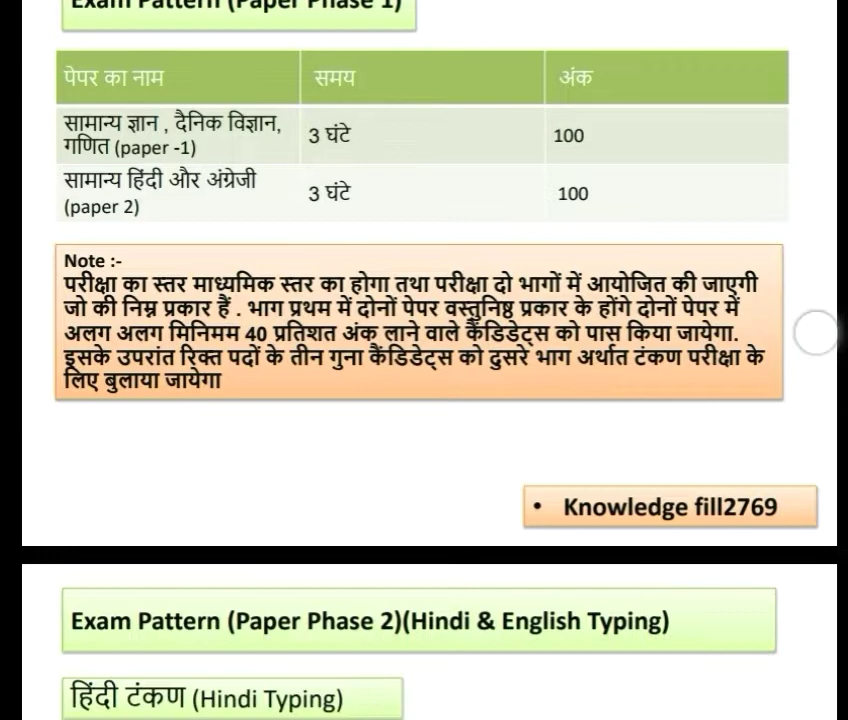 Exam Pattern (Paper Phase 1)
पेपर का नाम समय अंक
सामान्य ज्ञान , दैनिक विज्ञान,
गणित (paper -1) 3 घंटे 100
सामान्य हिंदी और अंग्रेजी
(paper 2) 3 घंटे 100
Note :-
परीक्षा का स्तर माध्यमिक स्तर का होगा तथा परीक्षा दो भागों में आयोजित की जाएगी
जो की निम्न प्रकार हैं . भाग प्रथम में दोनों पेपर वस्तुनिष्ठ प्रकार के होंगे दोनों पेपर में
अलग अलग मिनिमम 40 प्रतिशत अंक लाने वाले कैंडिडेट्स को पास किया जायेगा.
इसके उपरांत रिक्त पदों के तीन गुना कैंडिडेट्स को दुसरे भाग अर्थात टंकण परीक्षा के
लिए बुलाया जायेगा
• Knowledge fill2769
Exam Pattern (Paper Phase 2)(Hindi & English Typing)
हिंदी टंकण (Hindi Typing)